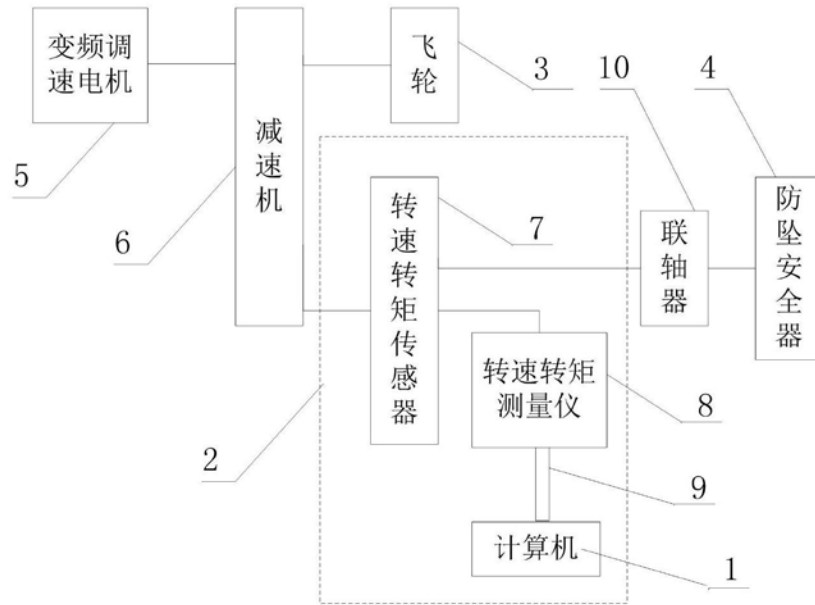 变频调
速电机
5
减
速
机
6
飞
轮
3
10
4
转
速
转
矩
传
感
器
7
联
轴
器
防
坠
安
全
器
转速转矩
测量仪
8
2
9
计算机
1